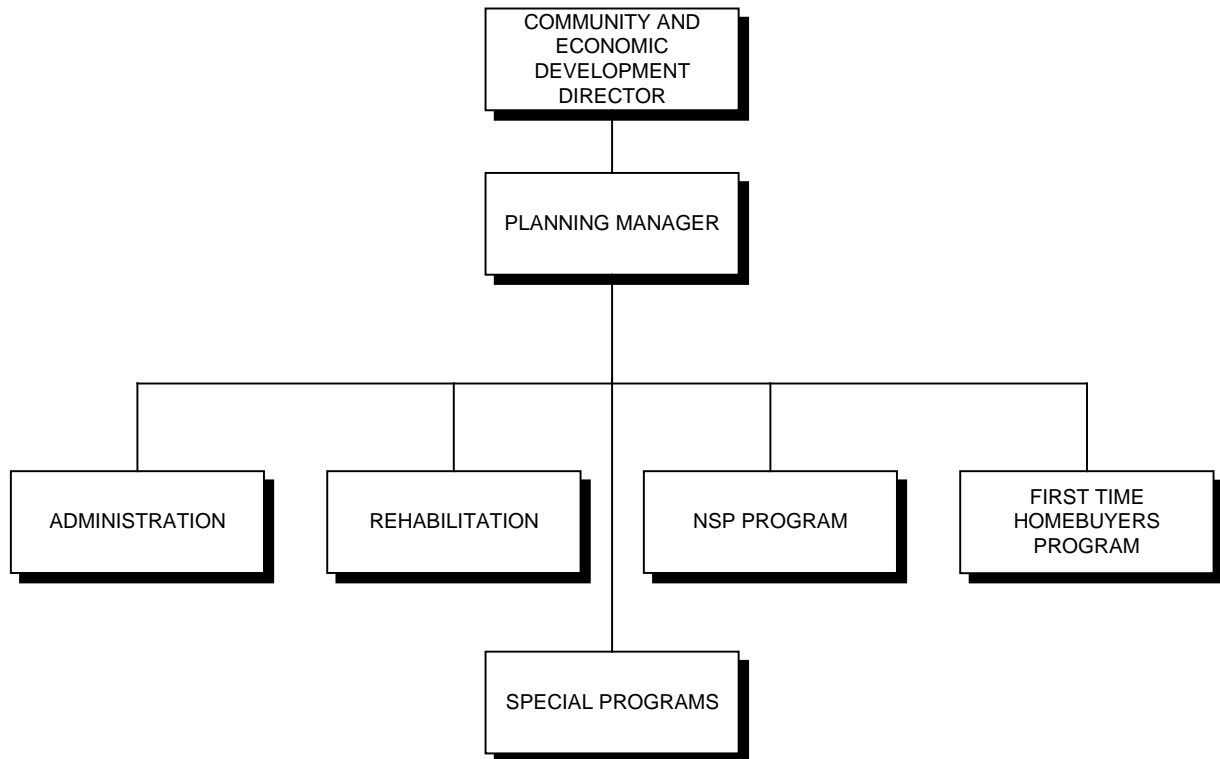 COMMUNITY AND
ECONOMIC
DEVELOPMENT
DIRECTOR
PLANNING MANAGER
ADMINISTRATION
REHABILITATION
NSP PROGRAM
FIRST TIME
HOMEBUYERS
PROGRAM
SPECIAL PROGRAMS